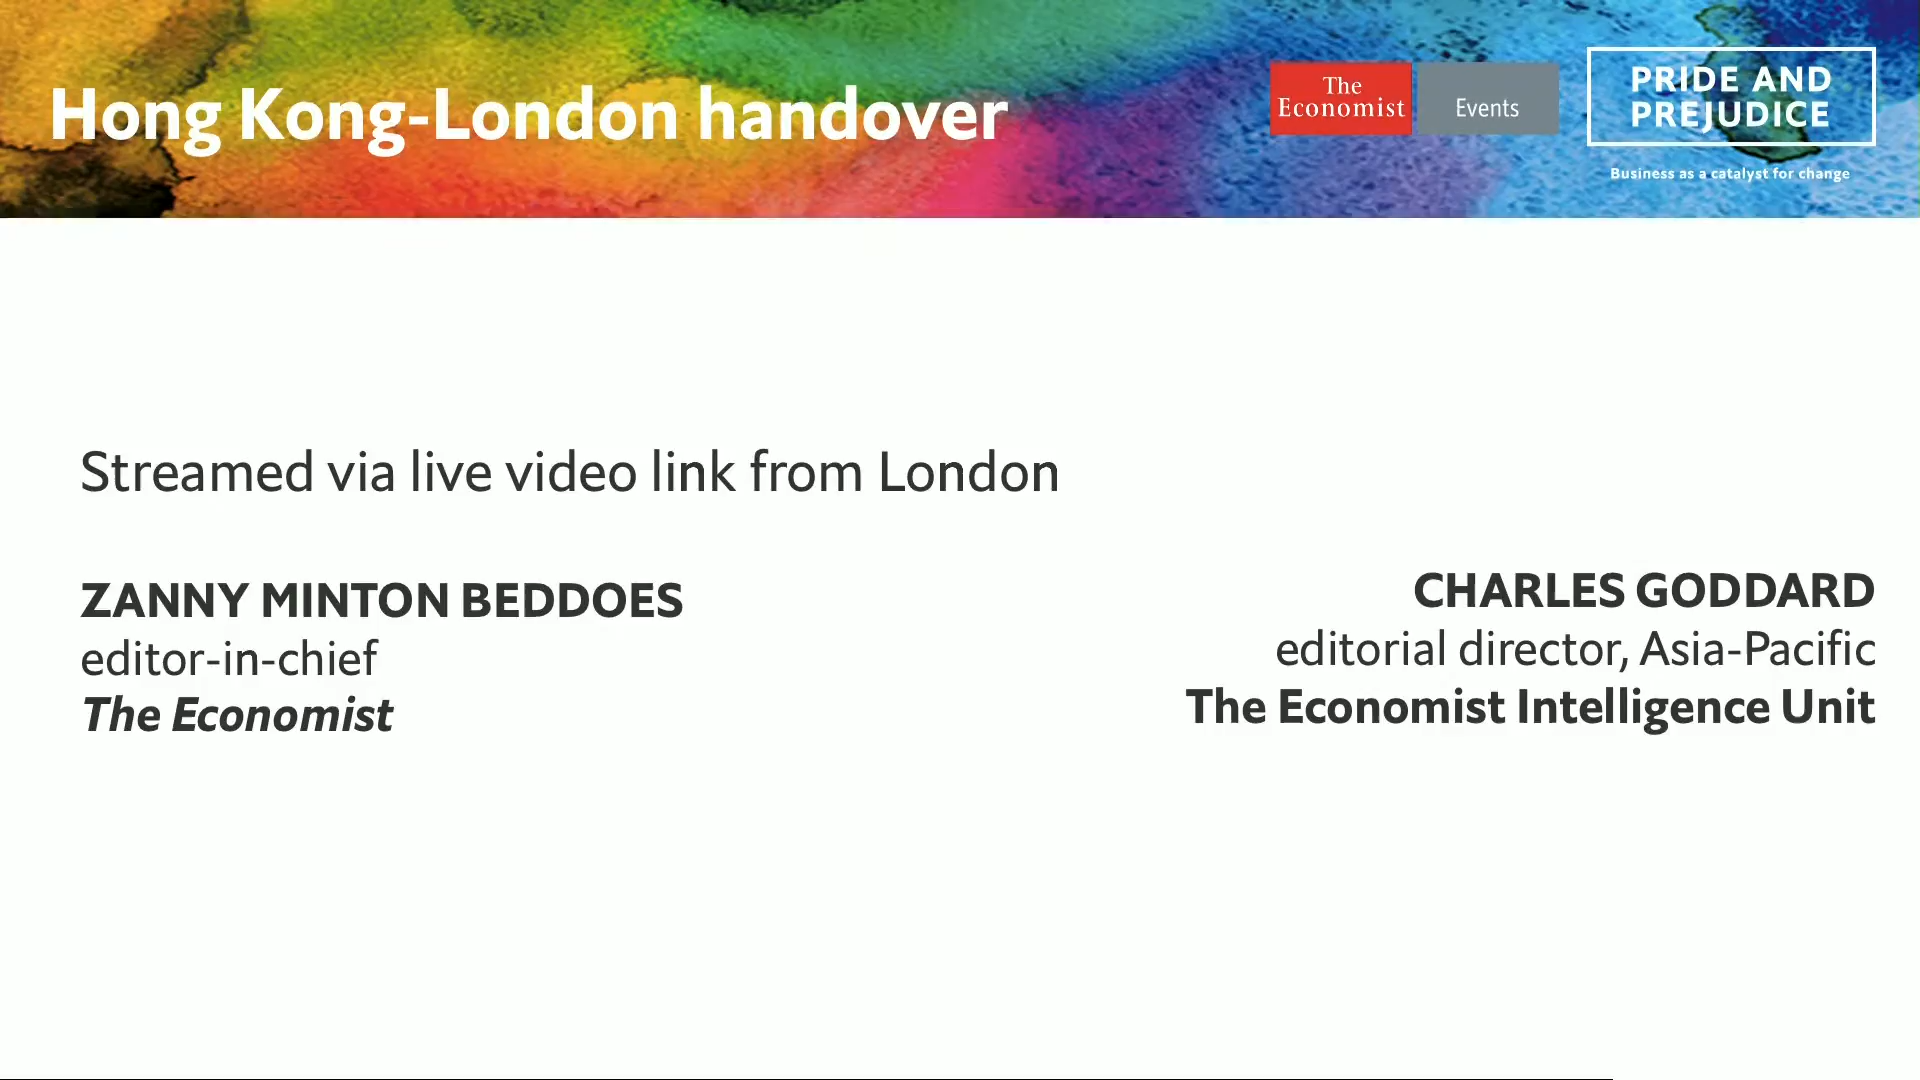 Hong Kong-London handover
The
Economist
Events
PRIDE AND
PREJUDICE
Business as a catalyst for change
Streamed via live video link from London
ZANNY MINTON BEDDOES
editor-in-chief
The Economist
CHARLES GODDARD
editorial director, Asia-Pacific
The Economist Intelligence Unit